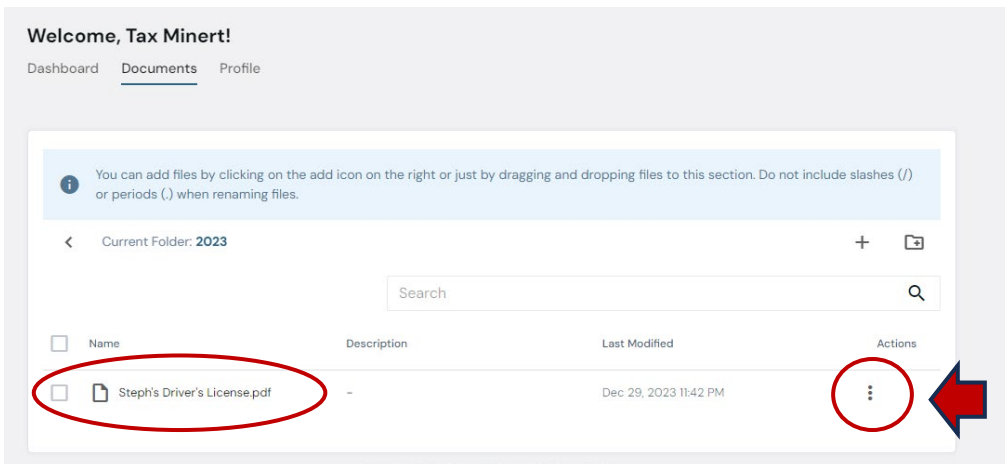 Welcome, Tax Minert!
Dashboard Documents Profile
You can add files by clicking on the add icon on the right or just by dragging and dropping files to this section. Do not include slashes (/)
or periods (.) when renaming files.
Current Folder: 2023
Search
Name Description Last Modified Actions
Steph's Driver's License.pdf - Dec 29, 2023 11:42 PM